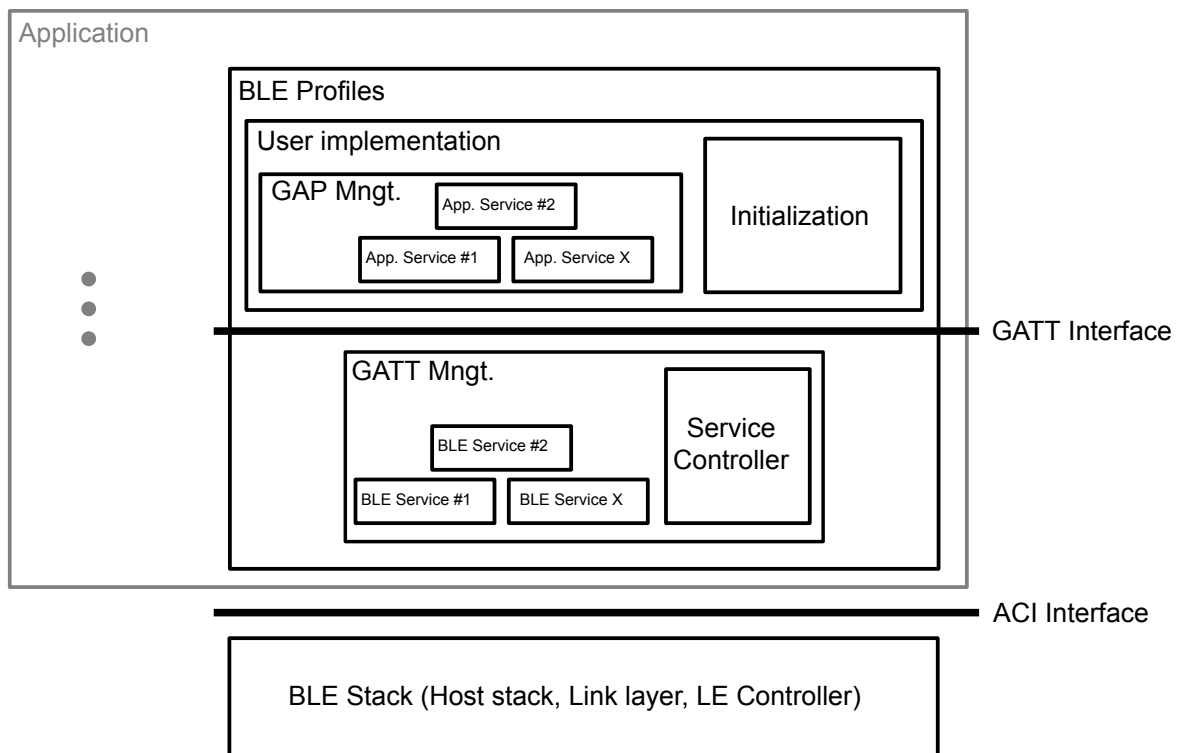 Application
BLE Profiles
User implementation
GAP Mngt.
App. Service #2
App. Service #1
App. Service X
Initialization
GATT Interface
GATT Mngt.
BLE Service #2
BLE Service #1
BLE Service X
Service
Controller
ACI Interface
BLE Stack (Host stack, Link layer, LE Controller)